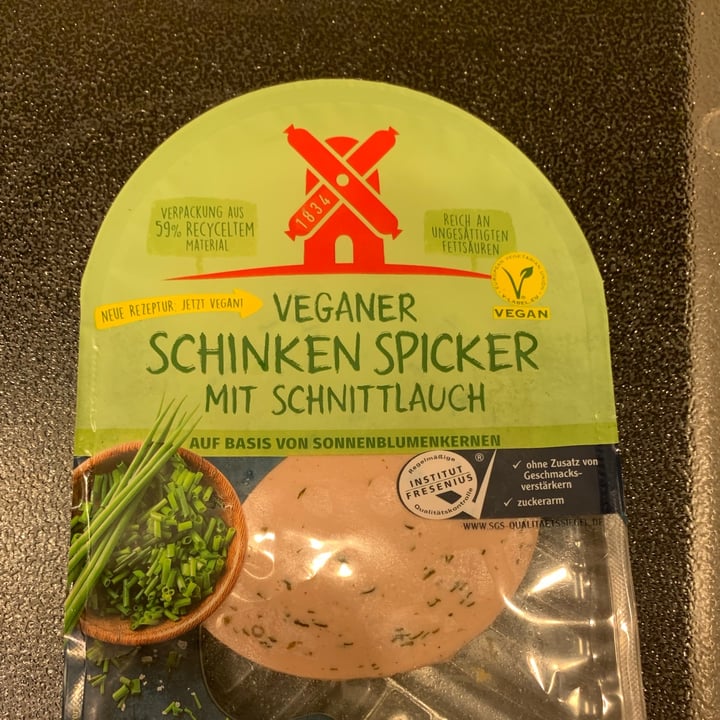 1834
VERPACKUNG AUS
59% RECYCELTEM
MATERIAL
REICH AN
UNGESÄTTIGTEN
FETTSÄUREN
V-LABEL.EU
VEGAN
NEUE REZEPTUR: JETZT VEGAN!
VEGANER
SCHINKEN SPICKER
MIT SCHNITTLAUCH
AUF BASIS VON SONNENBLUMENKERNEN
Regelmäßige
INSTITUT
FRESENIUS
Qualitätskontrolle
®
✓ ohne Zusatz von
Geschmacks-
verstärkern
✓ zuckerarm
WWW.SGS-QUALITAETSSIEGEL.DE